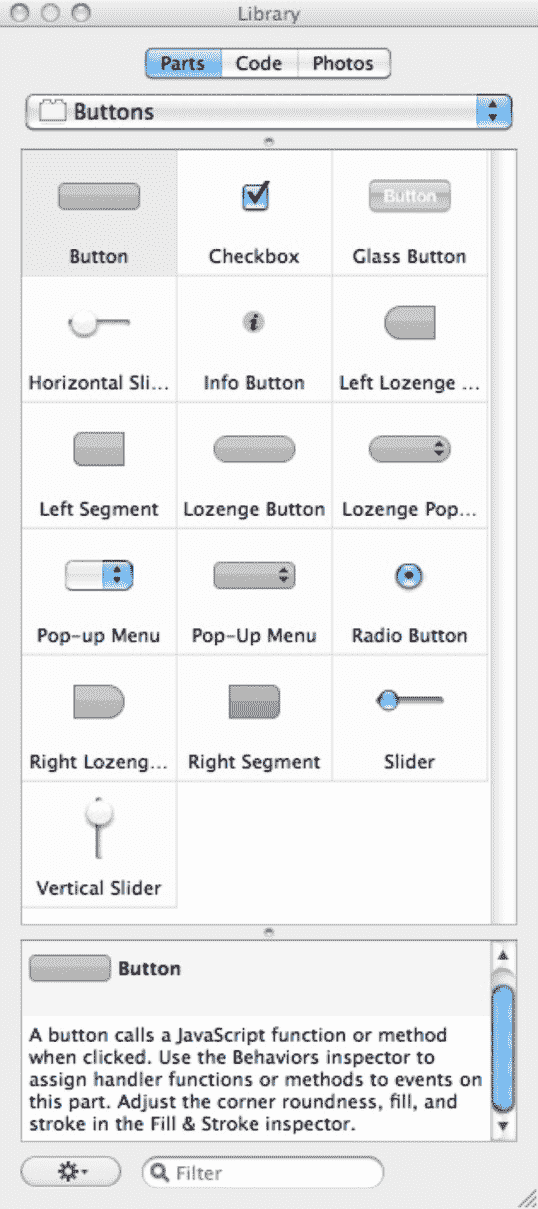 Library
Parts Code Photos
Buttons
Button Checkbox Glass Button
Button
Horizontal Sli... Info Button Left Lozenge ...
Left Segment Lozenge Button Lozenge Pop...
Pop-up Menu Pop-Up Menu Radio Button
Right Lozeng... Right Segment Slider
Vertical Slider
Button
A button calls a JavaScript function or method
when clicked. Use the Behaviors inspector to
assign handler functions or methods to events on
this part. Adjust the corner roundness, fill, and
stroke in the Fill & Stroke inspector.
Filter